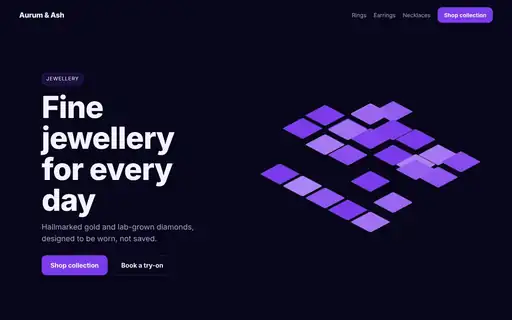 Aurum & Ash
Rings Earrings Necklaces Shop collection
JEWELLERY
Fine
jewellery
for every
day
Hallmarked gold and lab-grown diamonds,
designed to be worn, not saved.
Shop collection Book a try-on